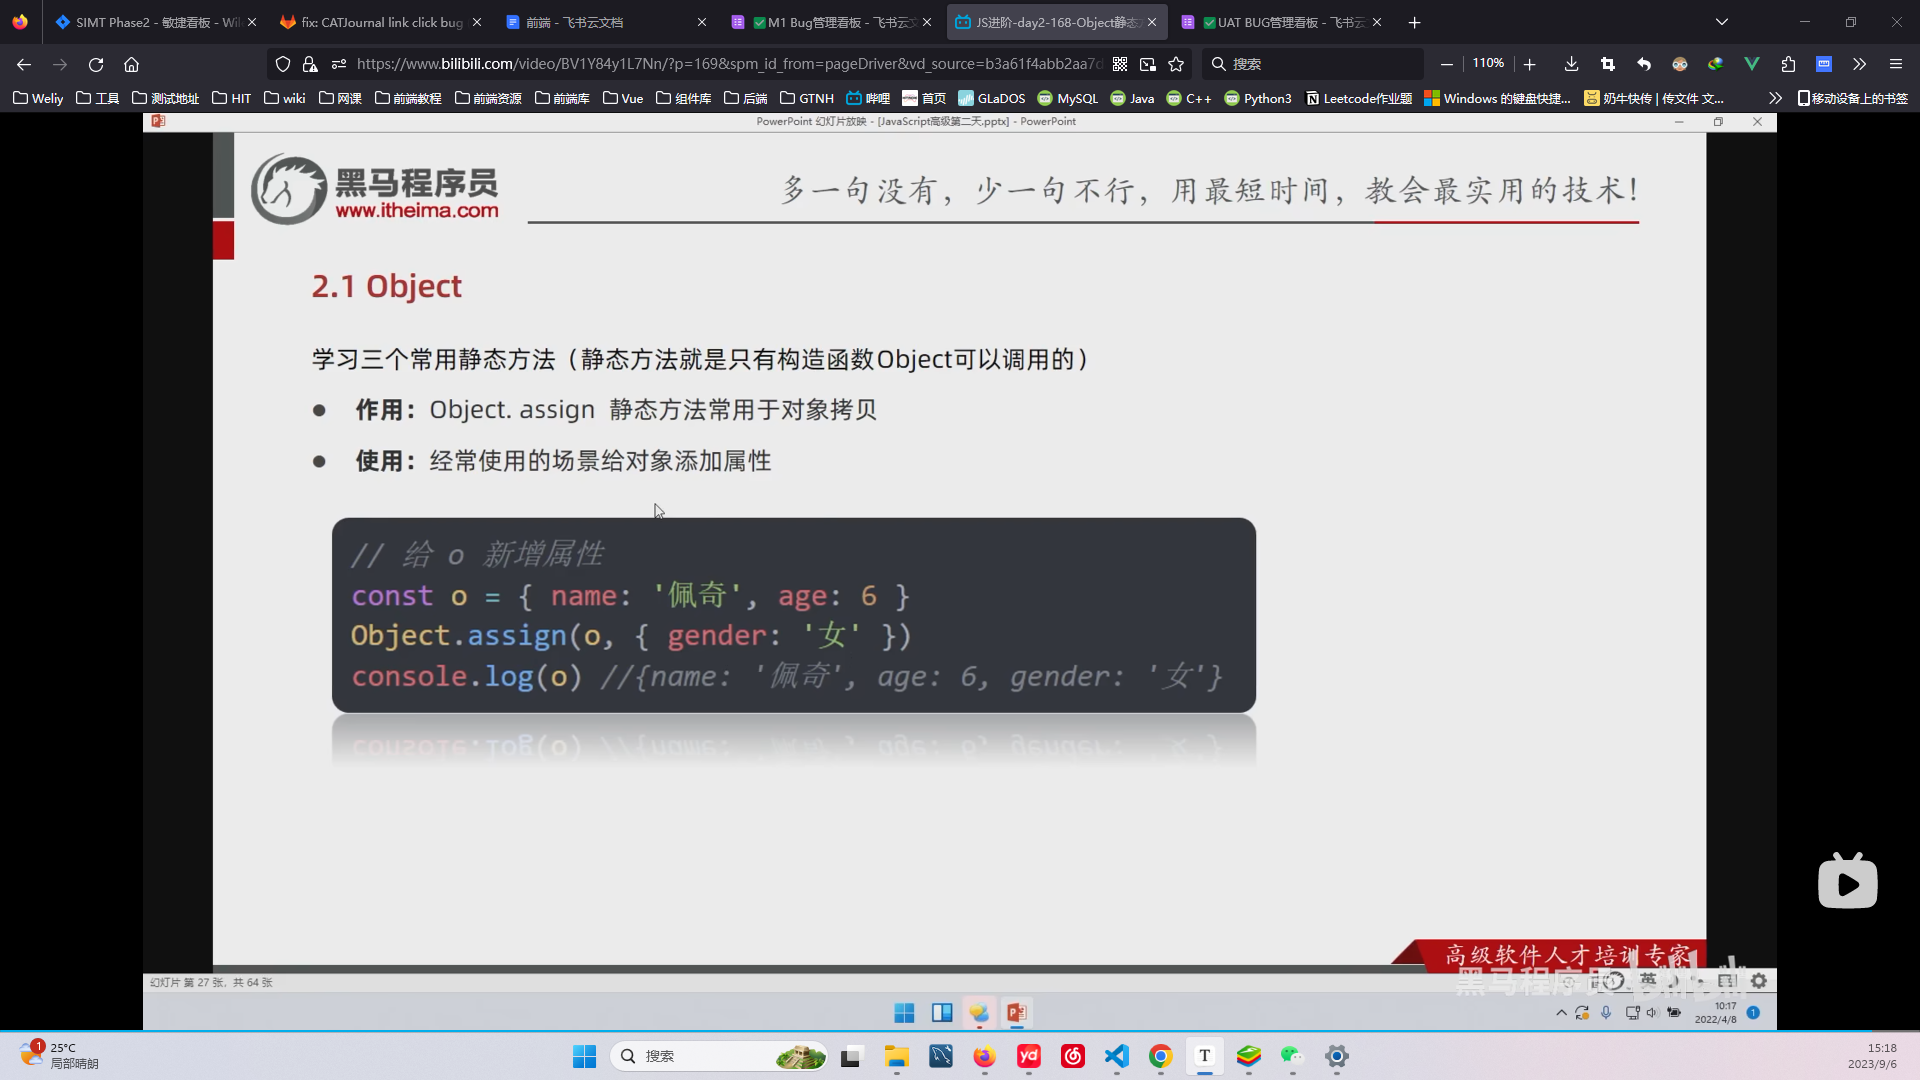 SIMT Phase2 - 敏捷看板 - Wi
fix: CATJournal link click bug
前端 - 飞书云文档
M1 Bug管理看板 - 飞书云文
JS进阶-day2-168-Object静态
UAT BUG管理看板 - 飞书云
https://www.bilibili.com/video/BV1Y84y1L7Nn/?p=169&spm_id_from=pageDriver&vd_source=b3a61f4abb2aa7d
搜索
110%
Weliy 工具 测试地址 HIT wiki 网课 前端教程 前端资源 前端库 Vue 组件库 后端 GTNH 哔哩 首页 GLaDOS MySQL Java C++ Python3 Leetcode作业题 Windows 的键盘快捷... 奶牛快传 | 传文件 文... 移动设备上的书签
PowerPoint 幻灯片放映 - [JavaScript高级第二天.pptx] - PowerPoint
黑马程序员
www.itheima.com
多一句没有，少一句不行，用最短时间，教会最实用的技术！
2.1 Object
学习三个常用静态方法（静态方法就是只有构造函数Object可以调用的）
● 作用：Object. assign 静态方法常用于对象拷贝
● 使用：经常使用的场景给对象添加属性
// 给 o 新增属性
const o = { name: '佩奇', age: 6 }
Object.assign(o, { gender: '女' })
console.log(o) //{name: '佩奇', age: 6, gender: '女'}
高级软件人才培训专家
黑马程序员 bilibili
幻灯片 第 27 张，共 64 张
英
10:17
2022/4/8
1
1
25°C
局部晴朗
搜索
yd
T
15:18
2023/9/6